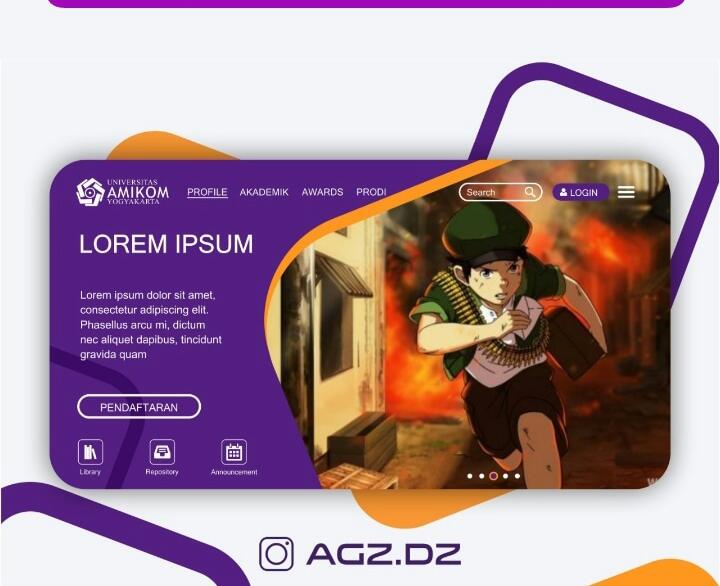 UNIVERSITAS
AMIKOM
YOGYAKARTA
PROFILE AKADEMIK AWARDS PRODI
Search
LOGIN
LOREM IPSUM
Lorem ipsum dolor sit amet,
consectetur adipiscing elit.
Phasellus arcu mi, dictum
nec aliquet dapibus, tincidunt
gravida quam
PENDAFTARAN
Library Repository Announcement
AGZ.DZ